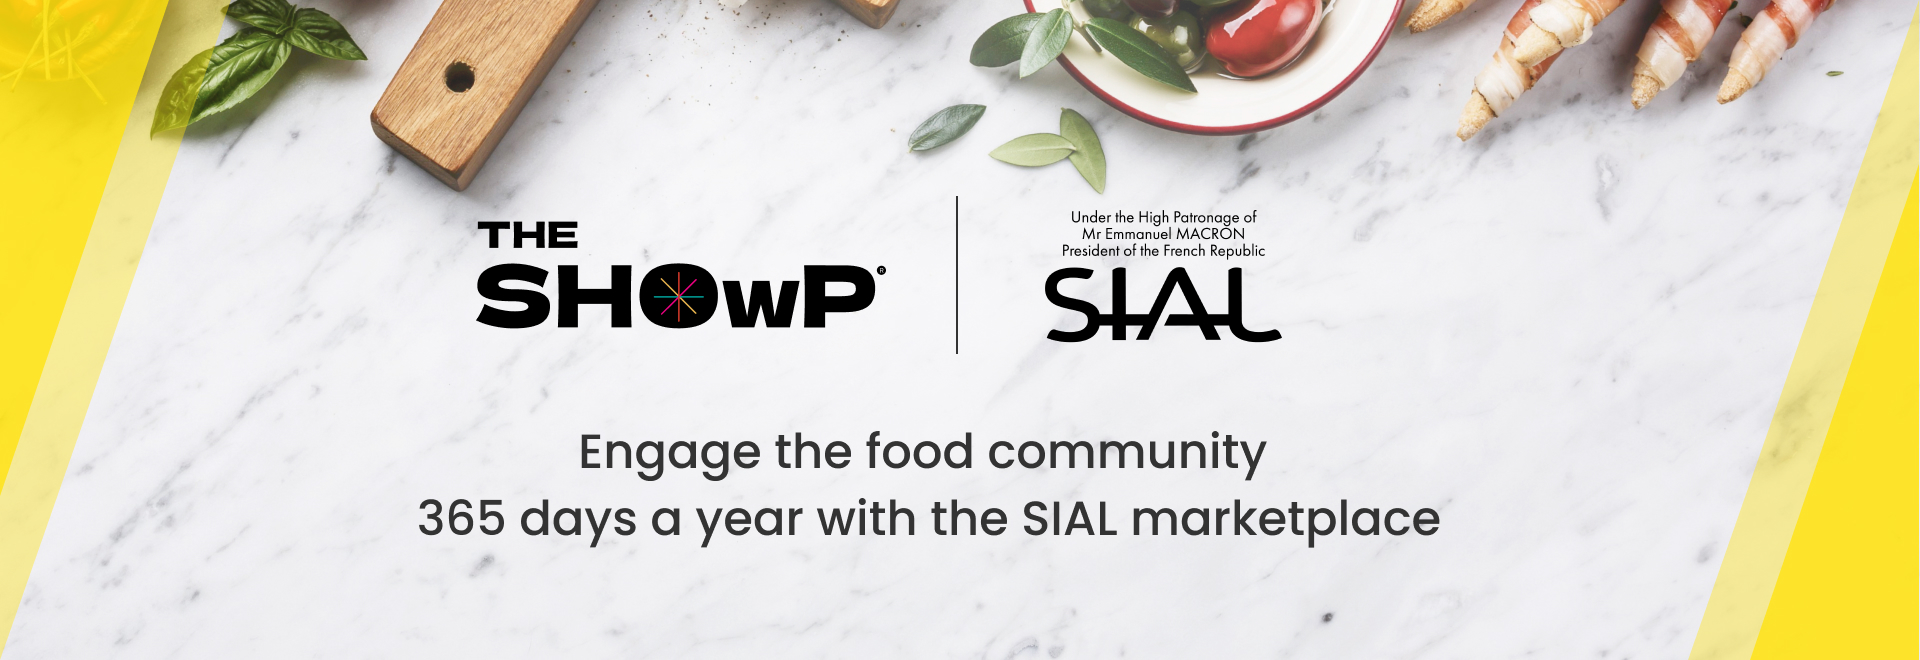 THE
SHOwP®
Under the High Patronage of
Mr Emmanuel MACRON
President of the French Republic
SIAL
Engage the food community
365 days a year with the SIAL marketplace